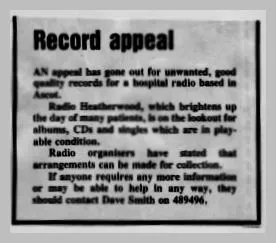 Record appeal
AN appeal has gone out for unwanted, good
quality records for a hospital radio based in
Ascot.
Radio Heatherwood, which brightens up
the day of many patients, is on the lookout for
albums, CDs and singles which are in play-
able condition.
Radio organisers have stated that
arrangements can be made for collection.
If anyone requires any more information
or may be able to help in any way, they
should contact Dave Smith on 489496.